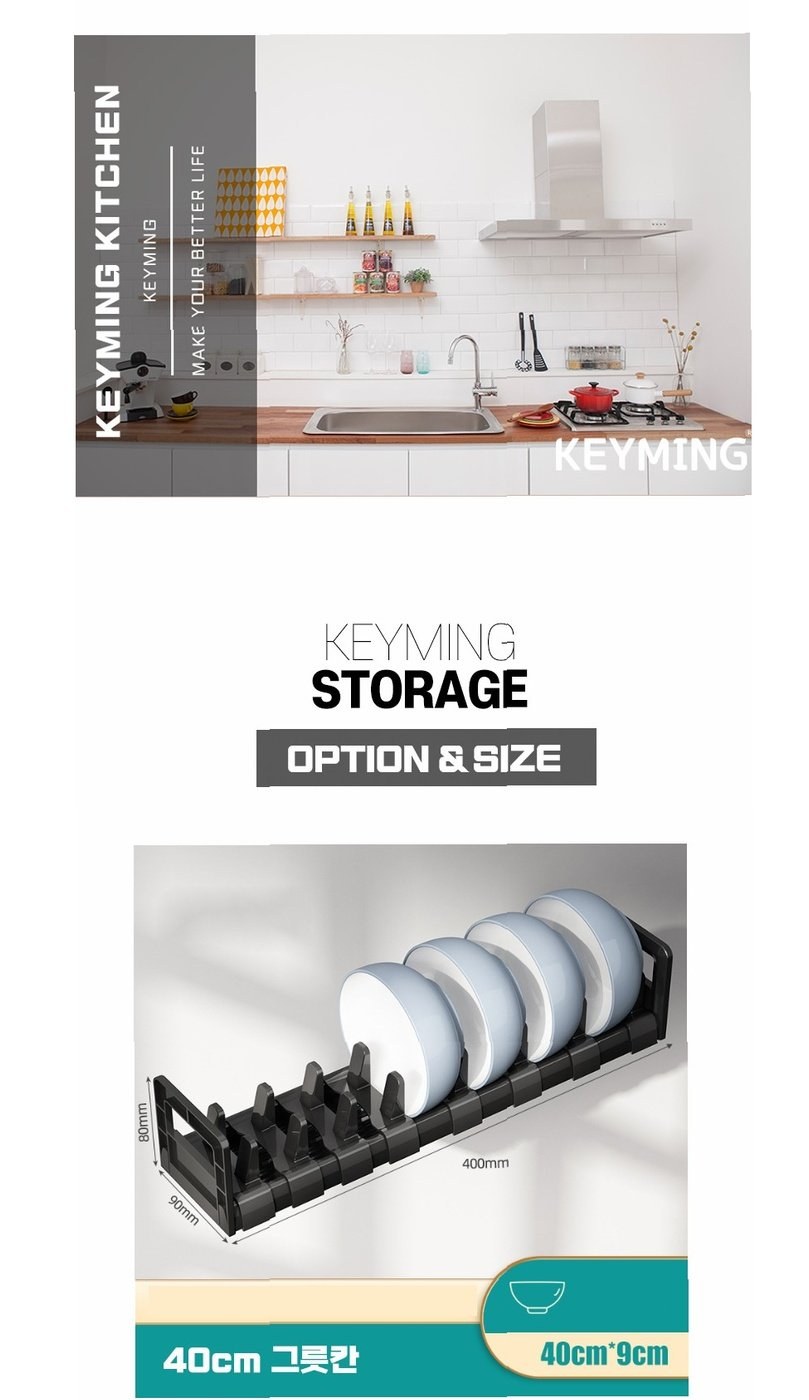 KEYMING KITCHEN
KEYMING
MAKE YOUR BETTER LIFE
KEYMING
KEYMING
STORAGE
OPTION & SIZE
80mm
90mm
400mm
40cm 그릇칸
40cm*9cm